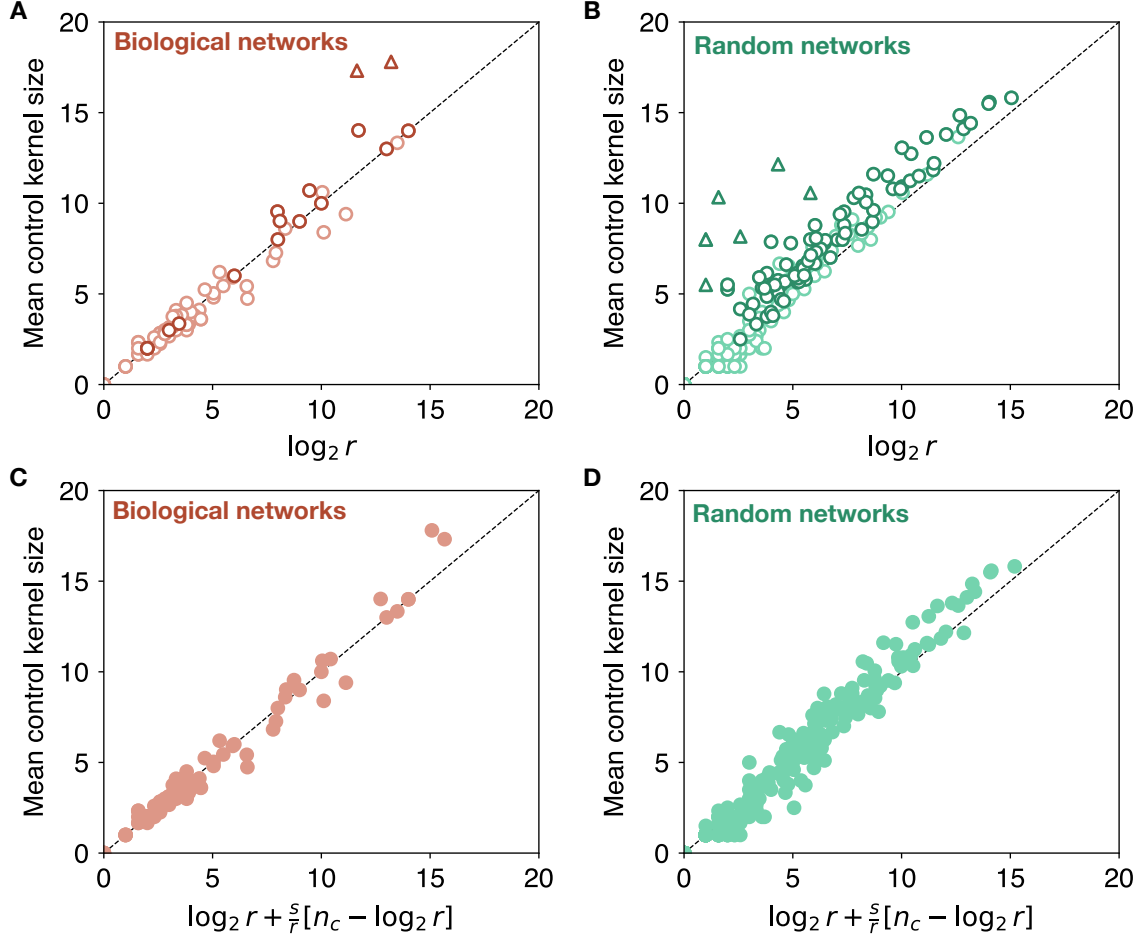 A
Biological networks
Mean control kernel size
20
15
10
5
0
0 5 10 15 20
log₂ r
B
Random networks
Mean control kernel size
20
15
10
5
0
0 5 10 15 20
log₂ r
C
Biological networks
Mean control kernel size
20
15
10
5
0
0 5 10 15 20
log₂ r + s/r [n_c − log₂ r]
D
Random networks
Mean control kernel size
20
15
10
5
0
0 5 10 15 20
log₂ r + s/r [n_c − log₂ r]